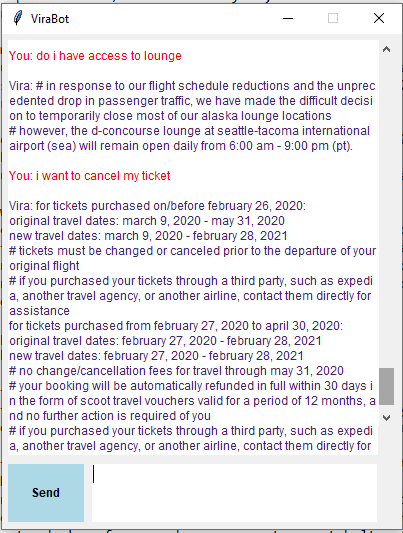 ViraBot
You: do i have access to lounge
Vira: # in response to our flight schedule reductions and the unprec
edented drop in passenger traffic, we have made the difficult decisi
on to temporarily close most of our alaska lounge locations
# however, the d-concourse lounge at seattle-tacoma international
airport (sea) will remain open daily from 6:00 am - 9:00 pm (pt).
You: i want to cancel my ticket
Vira: for tickets purchased on/before february 26, 2020:
original travel dates: march 9, 2020 - may 31, 2020
new travel dates: march 9, 2020 - february 28, 2021
# tickets must be changed or canceled prior to the departure of your
original flight
# if you purchased your tickets through a third party, such as expedi
a, another travel agency, or another airline, contact them directly for
assistance
for tickets purchased from february 27, 2020 to april 30, 2020:
original travel dates: february 27, 2020 - february 28, 2021
new travel dates: february 27, 2020 - february 28, 2021
# no change/cancellation fees for travel through may 31, 2020
# your booking will be automatically refunded in full within 30 days i
n the form of scoot travel vouchers valid for a period of 12 months, a
nd no further action is required of you
# if you purchased your tickets through a third party, such as expedi
a, another travel agency, or another airline, contact them directly for
Send